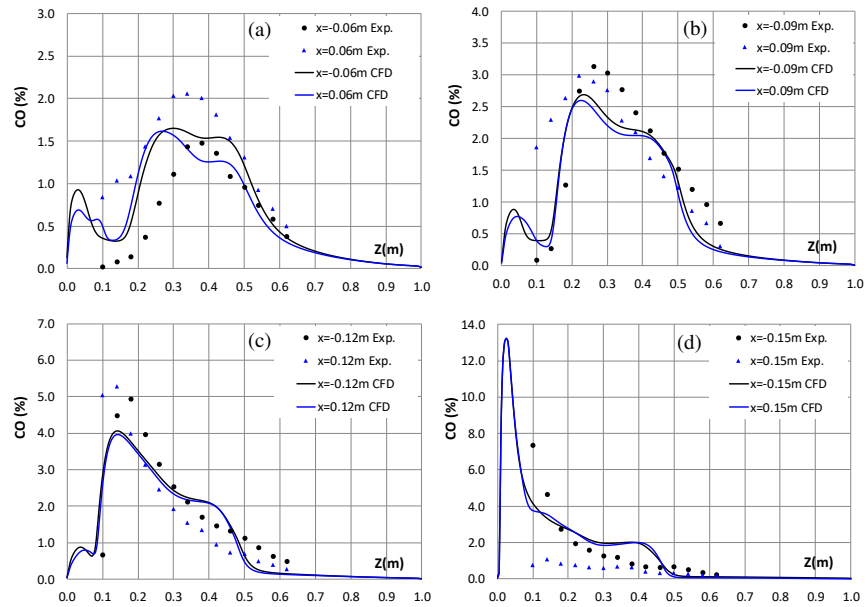 (a)
x=-0.06m Exp.
x=0.06m Exp.
x=-0.06m CFD
x=0.06m CFD
CO (%)
3.0
2.5
2.0
1.5
1.0
0.5
0.0
Z(m)
0.0 0.1 0.2 0.3 0.4 0.5 0.6 0.7 0.8 0.9 1.0
(b)
x=-0.09m Exp.
x=0.09m Exp.
x=-0.09m CFD
x=0.09m CFD
CO (%)
4.0
3.5
3.0
2.5
2.0
1.5
1.0
0.5
0.0
Z(m)
0.0 0.1 0.2 0.3 0.4 0.5 0.6 0.7 0.8 0.9 1.0
(c)
x=-0.12m Exp.
x=0.12m Exp.
x=-0.12m CFD
x=0.12m CFD
CO (%)
7.0
6.0
5.0
4.0
3.0
2.0
1.0
0.0
Z(m)
0.0 0.1 0.2 0.3 0.4 0.5 0.6 0.7 0.8 0.9 1.0
(d)
x=-0.15m Exp.
x=0.15m Exp.
x=-0.15m CFD
x=0.15m CFD
CO (%)
14.0
12.0
10.0
8.0
6.0
4.0
2.0
0.0
Z(m)
0.0 0.1 0.2 0.3 0.4 0.5 0.6 0.7 0.8 0.9 1.0